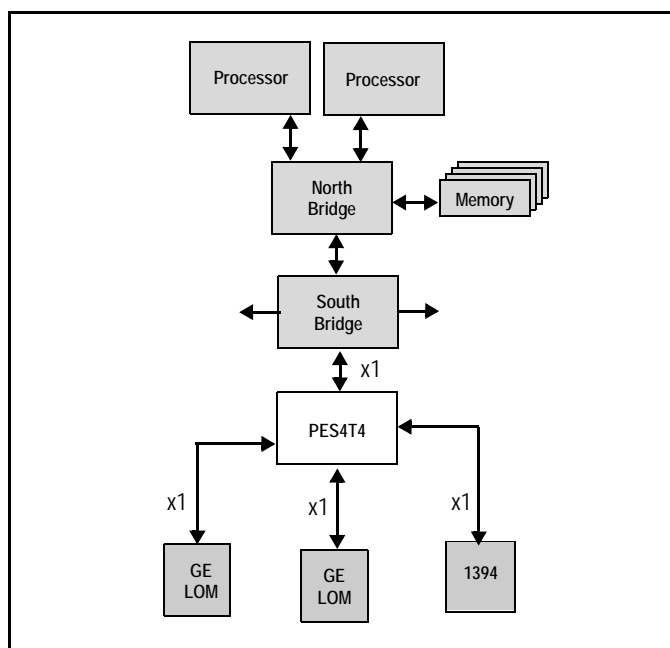 Processor
Processor
North
Bridge
Memory
South
Bridge
x1
PES4T4
x1
x1
x1
GE
LOM
GE
LOM
1394